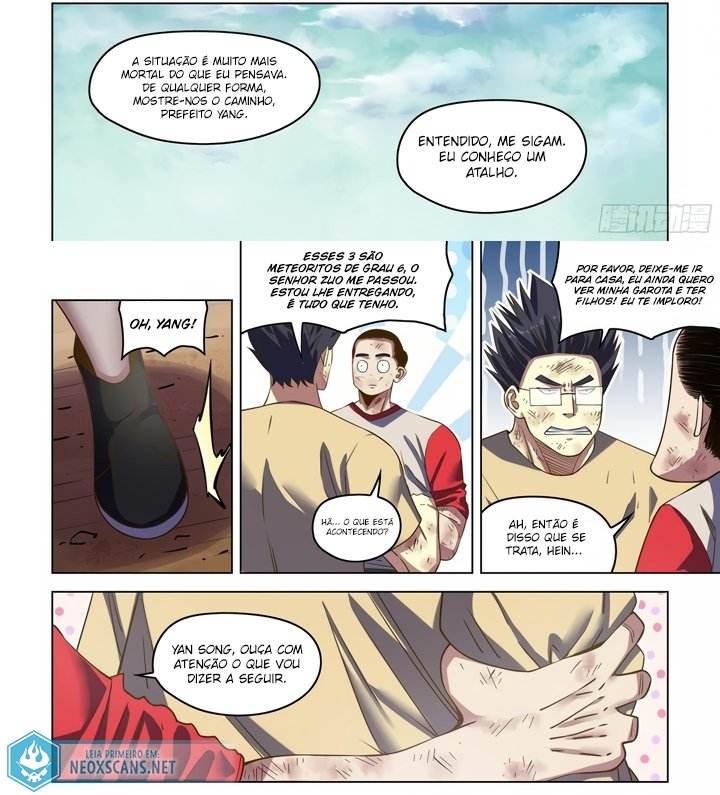 A SITUAÇÃO É MUITO MAIS
MORTAL DO QUE EU PENSAVA.
DE QUALQUER FORMA,
MOSTRE-NOS O CAMINHO,
PREFEITO YANG.
ENTENDIDO, ME SIGAM.
EU CONHEÇO UM
ATALHO.
腾讯动漫
OH, YANG!
ESSES 3 SÃO
METEORITOS DE GRAU 6, O
SENHOR ZUO ME PASSOU.
ESTOU LHE ENTREGANDO,
É TUDO QUE TENHO.
HÃ... O QUE ESTÁ
ACONTECENDO?
POR FAVOR, DEIXE-ME IR
PARA CASA, EU AINDA QUERO
VER MINHA GAROTA E TER
FILHOS! EU TE IMPLORO!
AH, ENTÃO É
DISSO QUE SE
TRATA, HEIN...
YAN SONG, OUÇA COM
ATENÇÃO O QUE VOU
DIZER A SEGUIR.
LEIA PRIMEIRO EM:
NEOXSCANS.NET